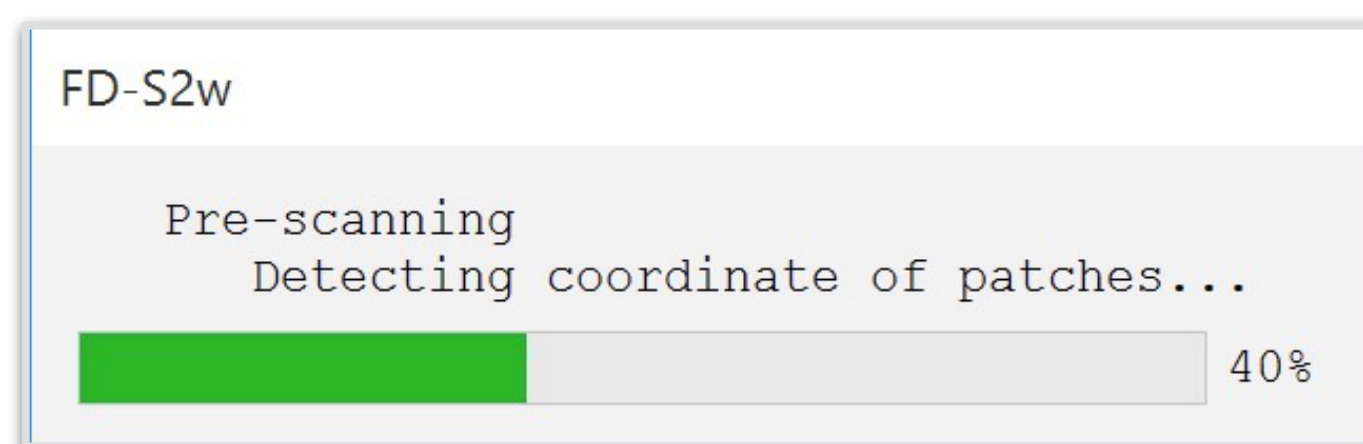 FD-S2w
Pre-scanning
Detecting coordinate of patches...
40%